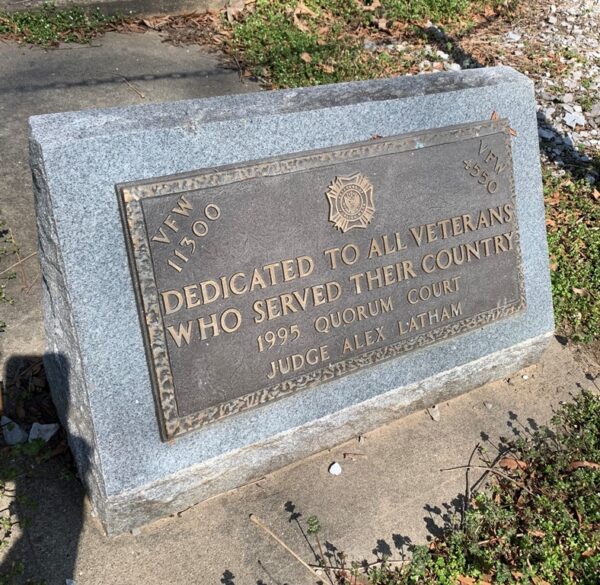 VFW
11300
VFW
4550
DEDICATED TO ALL VETERANS
WHO SERVED THEIR COUNTRY
1995 QUORUM COURT
JUDGE ALEX LATHAM